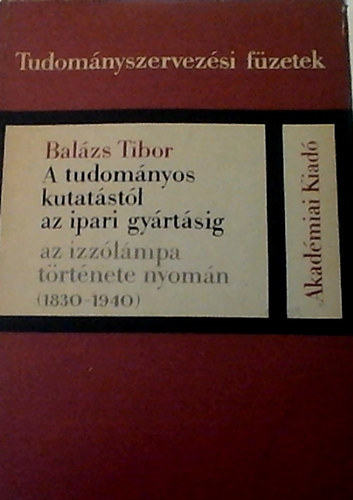 Tudományszervezési füzetek
Balázs Tibor
A tudományos
kutatástól
az ipari gyártásig
az izzólámpa
története nyomán
(1830-1940)
Akadémiai Kiadó